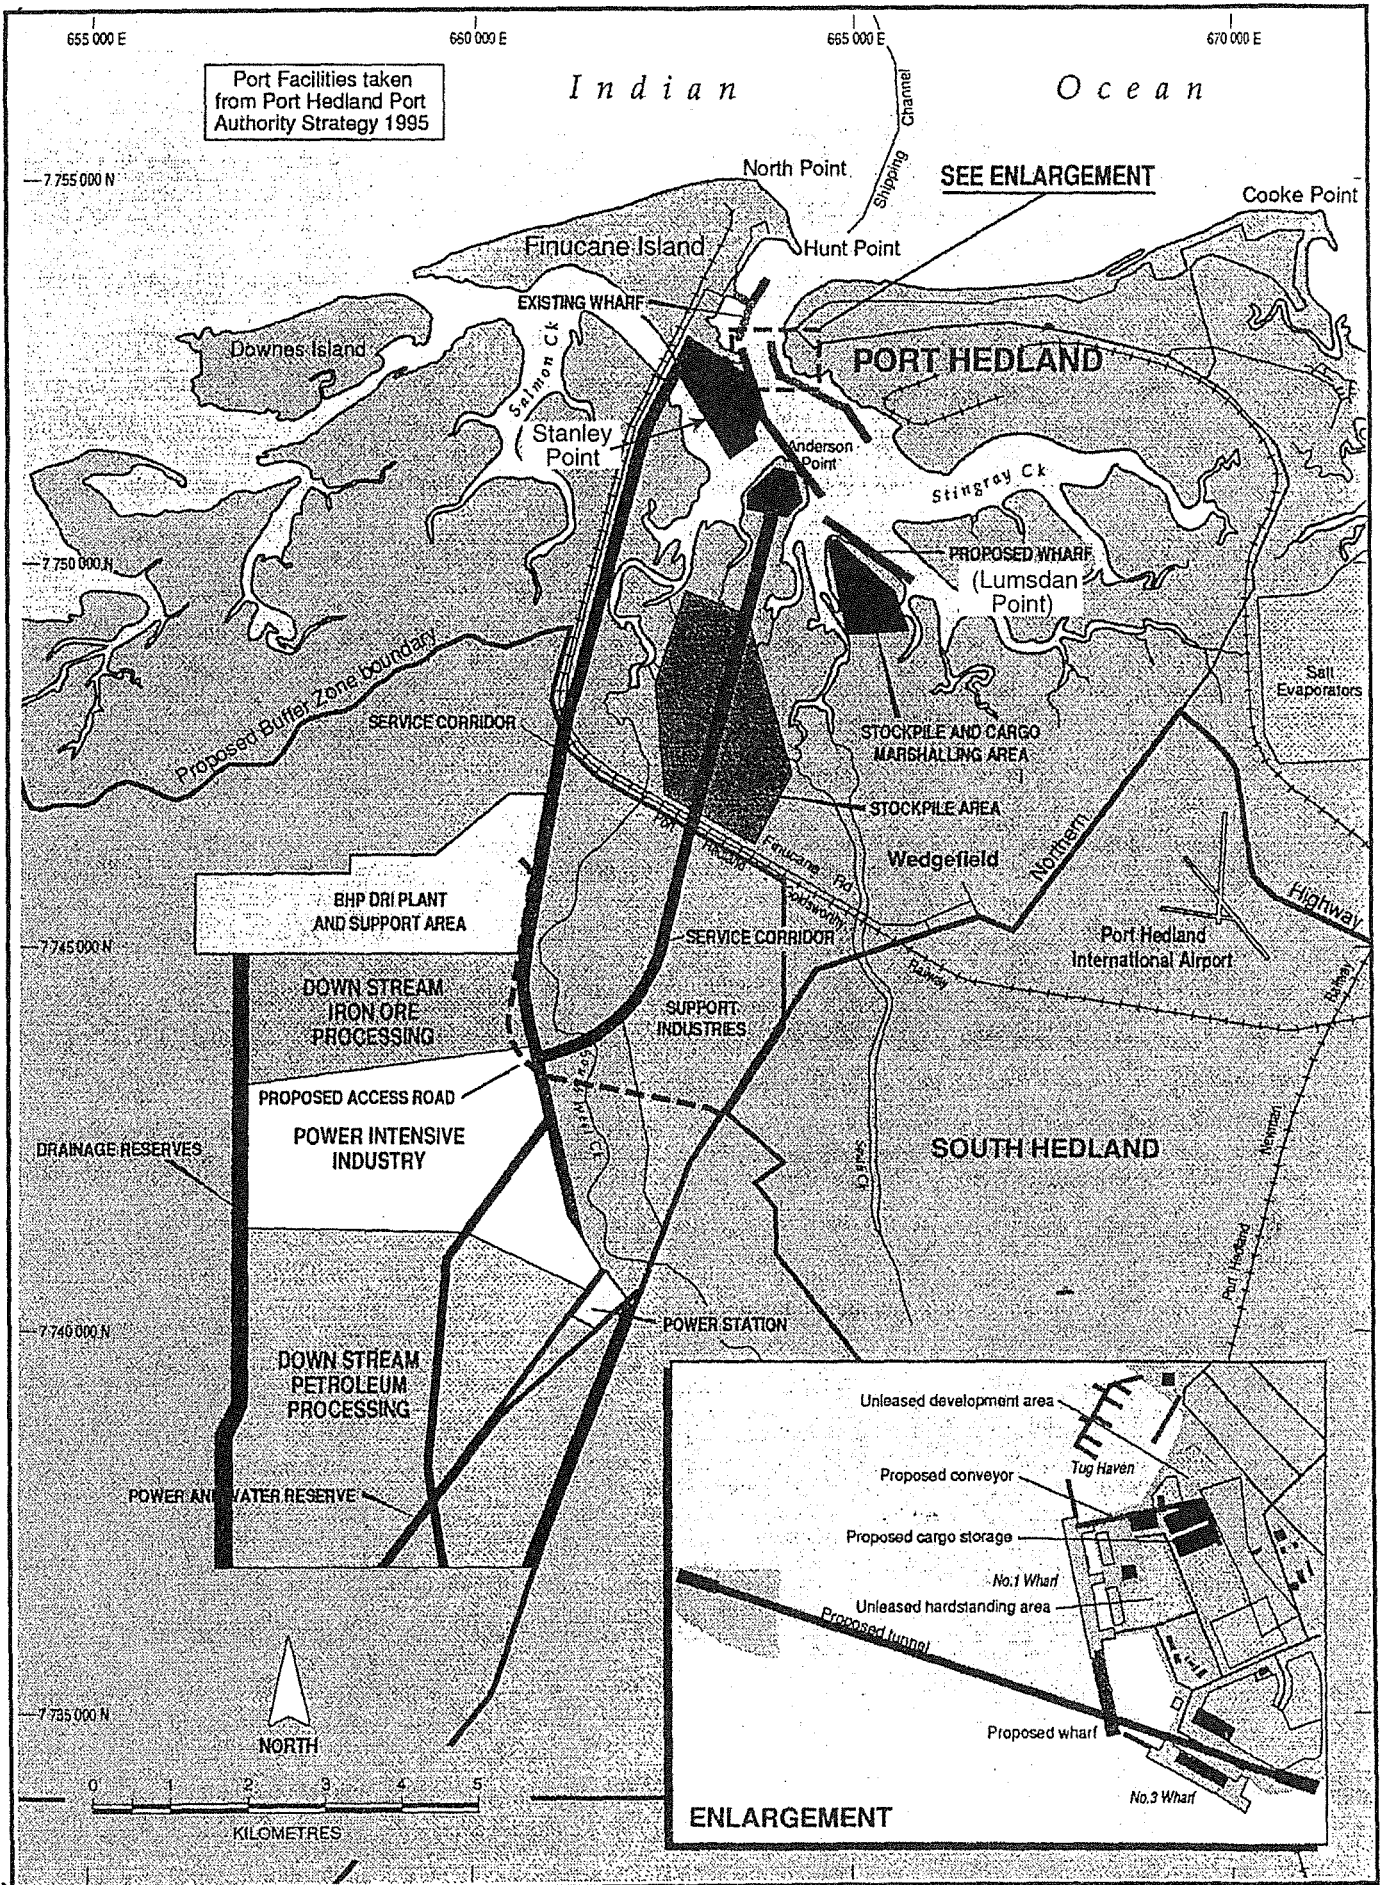 655 000 E
660 000 E
665 000 E
670 000 E
Port Facilities taken
from Port Hedland Port
Authority Strategy 1995
Indian Ocean
Shipping Channel
7 755 000 N
North Point
SEE ENLARGEMENT
Cooke Point
Finucane Island
Hunt Point
EXISTING WHARF
Downes Island
Salmon Ck
PORT HEDLAND
Stanley
Point
Anderson
Point
Stingray Ck
7 750 000 N
PROPOSED WHARF
(Lumsdan
Point)
Proposed Buffer Zone boundary
Salt
Evaporators
SERVICE CORRIDOR
STOCKPILE AND CARGO
MARSHALLING AREA
STOCKPILE AREA
Finucane Rd
Wedgefield
Northern
Highway
Port Hedland Goldsworthy Railway
BHP DRI PLANT
AND SUPPORT AREA
7 745 000 N
SERVICE CORRIDOR
Port Hedland
International Airport
DOWN STREAM
IRON ORE
PROCESSING
SUPPORT
INDUSTRIES
PROPOSED ACCESS ROAD
POWER INTENSIVE
INDUSTRY
DRAINAGE RESERVES
SOUTH HEDLAND
South Ck
Port Hedland Newman Railway
7 740 000 N
POWER STATION
DOWN STREAM
PETROLEUM
PROCESSING
POWER AND WATER RESERVE
7 735 000 N
NORTH
0 1 2 3 4 5
KILOMETRES
Unleased development area
Tug Haven
Proposed conveyor
Proposed cargo storage
No.1 Wharf
Unleased hardstanding area
Proposed tunnel
Proposed wharf
No.3 Wharf
ENLARGEMENT